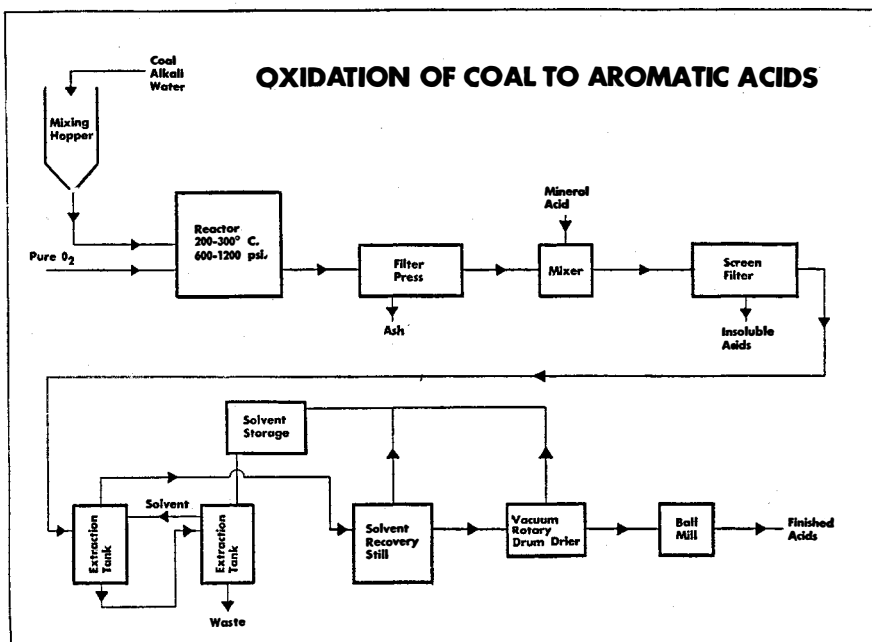 OXIDATION OF COAL TO AROMATIC ACIDS
Coal
Alkali
Water
Mixing
Hopper
Pure O2
Reactor
200-300° C.
600-1200 psi.
Filter
Press
Ash
Mineral
Acid
Mixer
Screen
Filter
Insoluble
Acids
Solvent
Storage
Solvent
Extraction
Tank
Extraction
Tank
Waste
Solvent
Recovery
Still
Vacuum
Rotary
Drum Drier
Ball
Mill
Finished
Acids